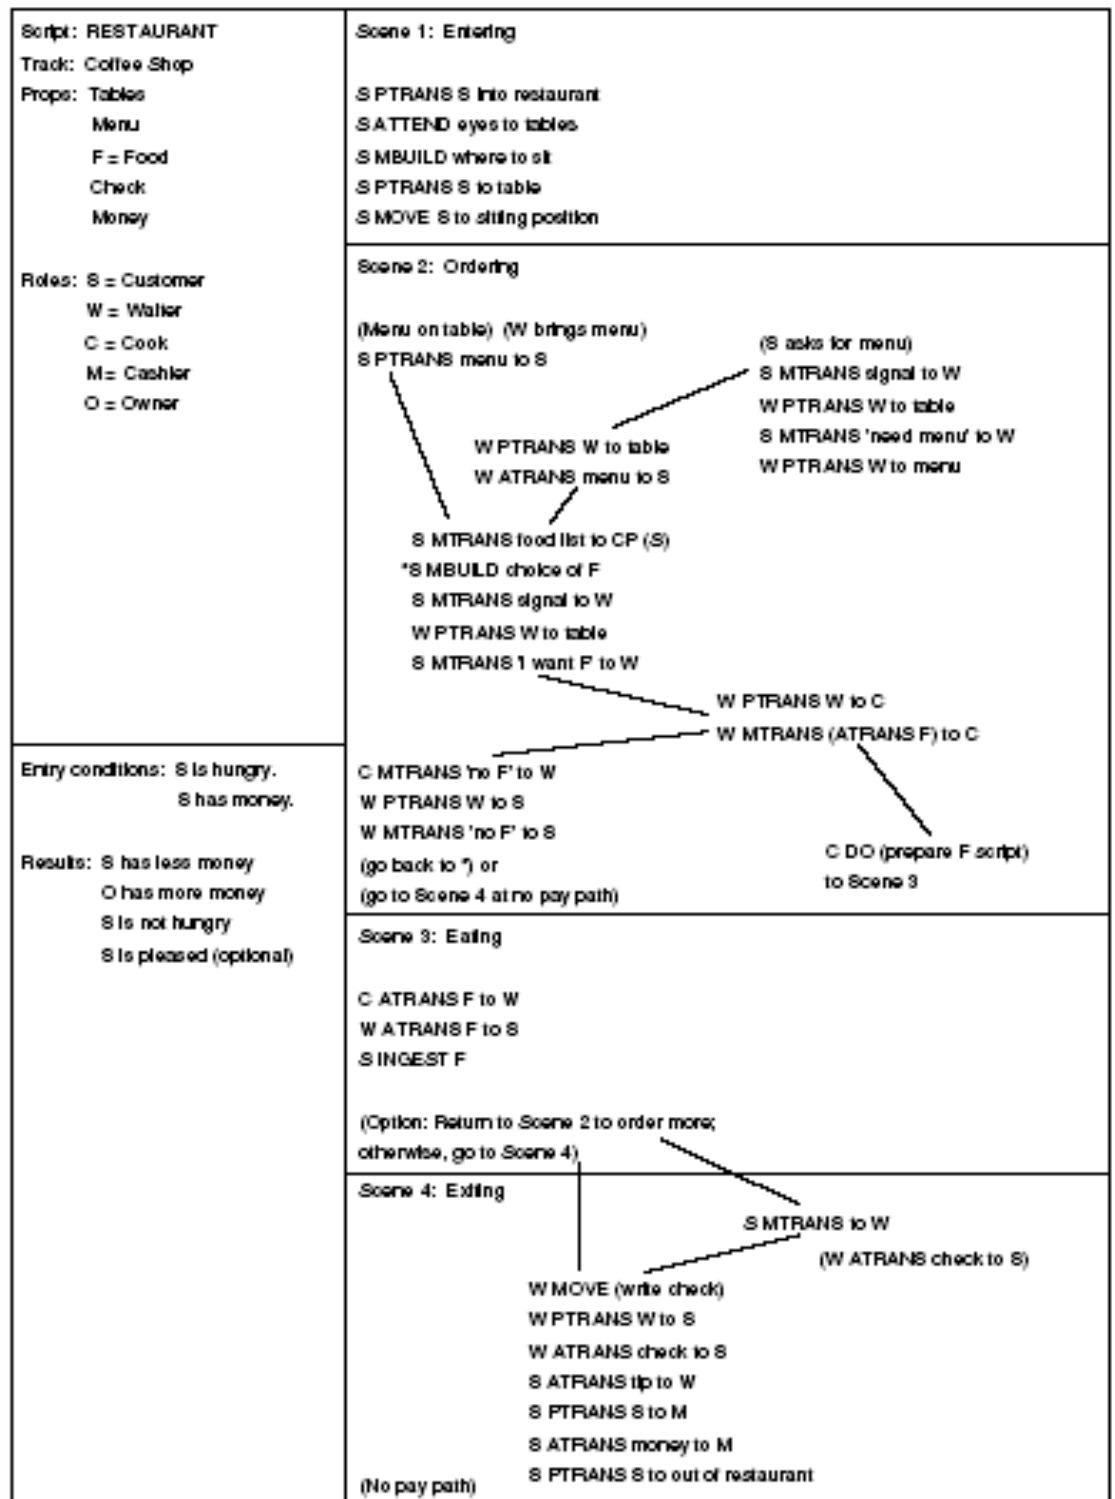 Script: RESTAURANT
Track: Coffee Shop
Props: Tables
Menu
F = Food
Check
Money
Roles: S = Customer
W = Waiter
C = Cook
M = Cashier
O = Owner
Entry conditions: S is hungry.
S has money.
Results: S has less money
O has more money
S is not hungry
S is pleased (optional)
Scene 1: Entering
S PTRANS S into restaurant
S ATTEND eyes to tables
S MBUILD where to sit
S PTRANS S to table
S MOVE S to sitting position
Scene 2: Ordering
(Menu on table) (W brings menu)
S PTRANS menu to S
(S asks for menu)
S MTRANS signal to W
W PTRANS W to table
S MTRANS 'need menu' to W
W PTRANS W to menu
W PTRANS W to table
W ATRANS menu to S
S MTRANS food list to CP (S)
*S MBUILD choice of F
S MTRANS signal to W
W PTRANS W to table
S MTRANS 'I want F' to W
W PTRANS W to C
W MTRANS (ATRANS F) to C
C MTRANS 'no F' to W
W PTRANS W to S
W MTRANS 'no F' to S
(go back to *) or
(go to Scene 4 at no pay path)
C DO (prepare F script)
to Scene 3
Scene 3: Eating
C ATRANS F to W
W ATRANS F to S
S INGEST F
(Option: Return to Scene 2 to order more;
otherwise, go to Scene 4)
Scene 4: Exiting
S MTRANS to W
(W ATRANS check to S)
W MOVE (write check)
W PTRANS W to S
W ATRANS check to S
S ATRANS tip to W
S PTRANS S to M
S ATRANS money to M
(No pay path) S PTRANS S to out of restaurant